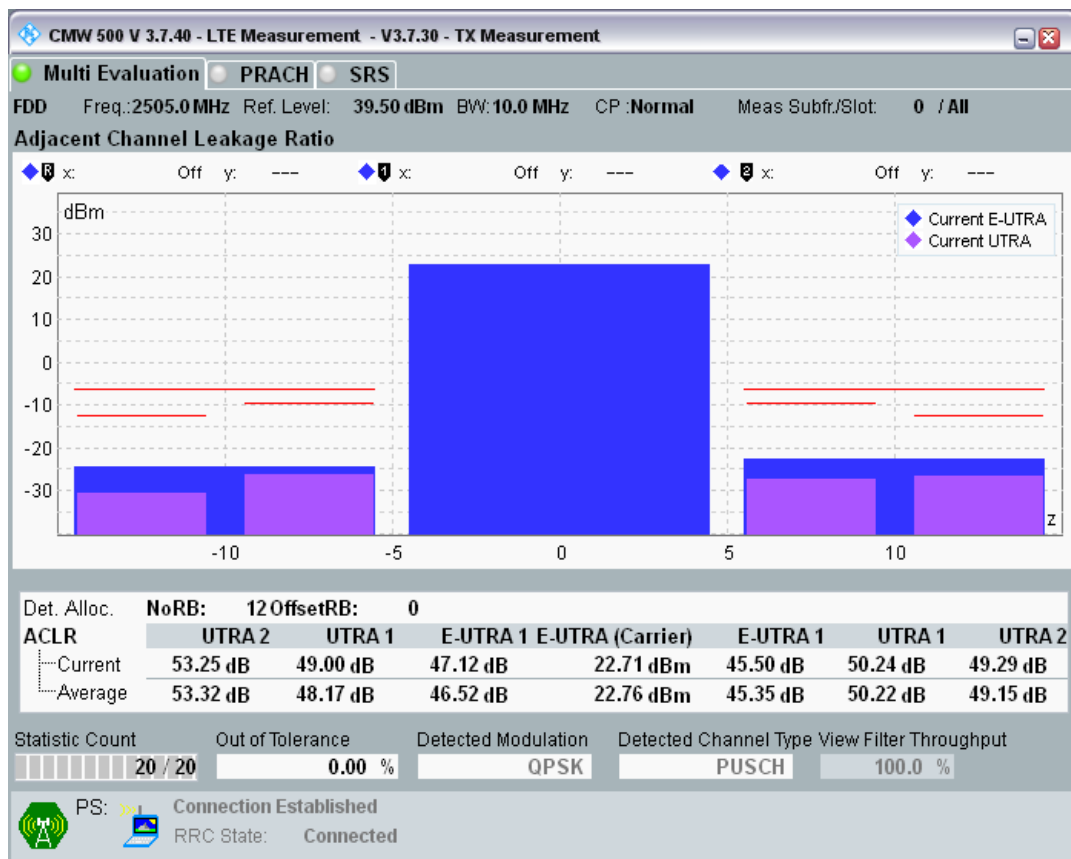 CMW 500 V 3.7.40 - LTE Measurement - V3.7.30 - TX Measurement
Multi Evaluation PRACH SRS
FDD Freq.:2505.0 MHz Ref. Level: 39.50 dBm BW: 10.0 MHz CP :Normal Meas Subfr./Slot: 0 / All
Adjacent Channel Leakage Ratio
R x: Off y: --- 1 x: Off y: --- 2 x: Off y: ---
dBm
Current E-UTRA
Current UTRA
30
20
10
0
-10
-20
-30
z
-10 -5 0 5 10
Det. Alloc. NoRB: 12 OffsetRB: 0
ACLR UTRA 2 UTRA 1 E-UTRA 1 E-UTRA (Carrier) E-UTRA 1 UTRA 1 UTRA 2
Current 53.25 dB 49.00 dB 47.12 dB 22.71 dBm 45.50 dB 50.24 dB 49.29 dB
Average 53.32 dB 48.17 dB 46.52 dB 22.76 dBm 45.35 dB 50.22 dB 49.15 dB
Statistic Count Out of Tolerance Detected Modulation Detected Channel Type View Filter Throughput
20 / 20 0.00 % QPSK PUSCH 100.0 %
PS: Connection Established
RRC State: Connected